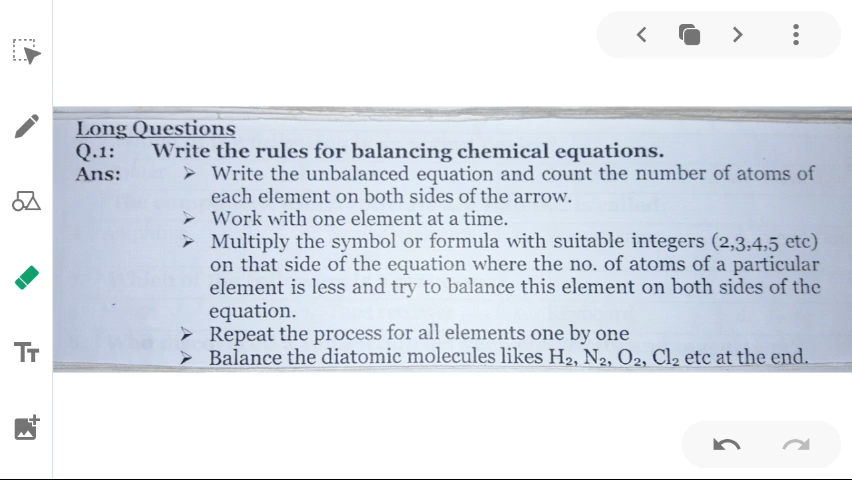 Long Questions
Q.1: Write the rules for balancing chemical equations.
Ans: ➤ Write the unbalanced equation and count the number of atoms of
each element on both sides of the arrow.
➤ Work with one element at a time.
➤ Multiply the symbol or formula with suitable integers (2,3,4,5 etc)
on that side of the equation where the no. of atoms of a particular
element is less and try to balance this element on both sides of the
equation.
➤ Repeat the process for all elements one by one
➤ Balance the diatomic molecules likes H₂, N₂, O₂, Cl₂ etc at the end.
Tт